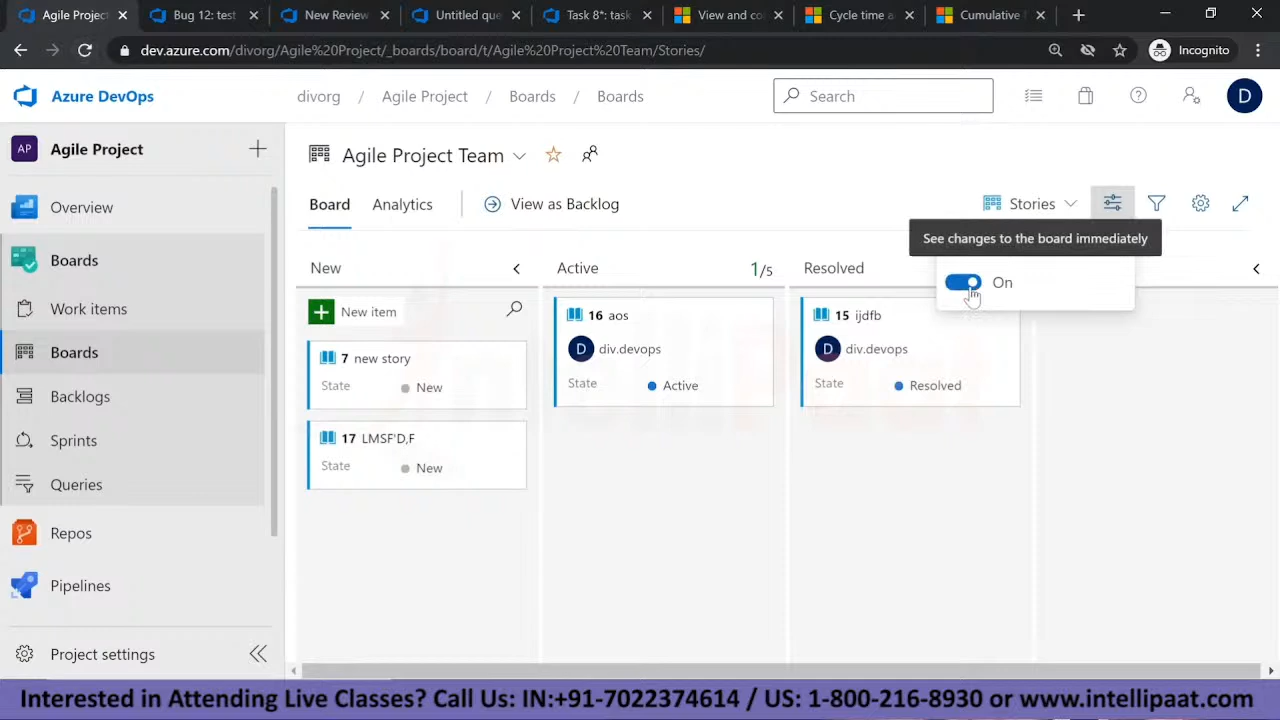 Agile Projec
Bug 12: test
New Review
Untitled que
Task 8*: task
View and co
Cycle time a
Cumulative f
dev.azure.com/divorg/Agile%20Project/_boards/board/t/Agile%20Project%20Team/Stories/
Incognito
Azure DevOps
divorg / Agile Project / Boards / Boards
Search
D
AP Agile Project
Overview
Boards
Work items
Boards
Backlogs
Sprints
Queries
Repos
Pipelines
Project settings
Agile Project Team
Board
Analytics
View as Backlog
Stories
See changes to the board immediately
On
New
New item
7 new story
State New
17 LMSF'D,F
State New
Active 1/5
16 aos
D div.devops
State Active
Resolved
15 ijdfb
D div.devops
State Resolved
Interested in Attending Live Classes? Call Us: IN:+91-7022374614 / US: 1-800-216-8930 or www.intellipaat.com